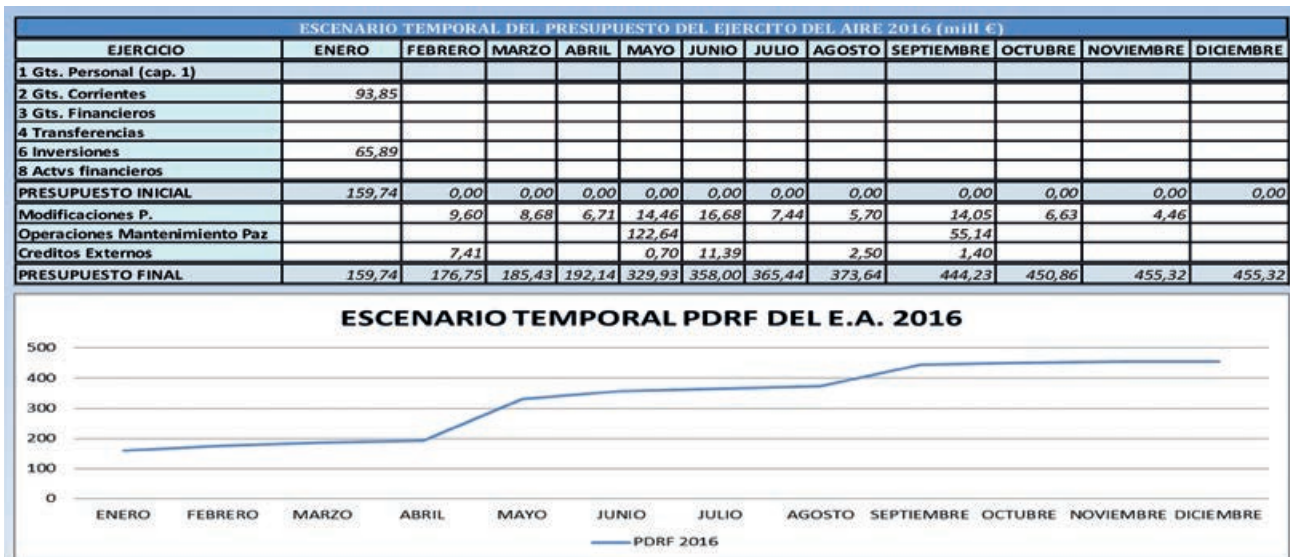 ESCENARIO TEMPORAL DEL PRESUPUESTO DEL EJERCITO DEL AIRE 2016 (mill €)
EJERCICIO ENERO FEBRERO MARZO ABRIL MAYO JUNIO JULIO AGOSTO SEPTIEMBRE OCTUBRE NOVIEMBRE DICIEMBRE
1 Gts. Personal (cap. 1)
2 Gts. Corrientes 93,85
3 Gts. Financieros
4 Transferencias
6 Inversiones 65,89
8 Actvs financieros
PRESUPUESTO INICIAL 159,74 0,00 0,00 0,00 0,00 0,00 0,00 0,00 0,00 0,00 0,00 0,00
Modificaciones P. 9,60 8,68 6,71 14,46 16,68 7,44 5,70 14,05 6,63 4,46
Operaciones Mantenimiento Paz 122,64 55,14
Creditos Externos 7,41 0,70 11,39 2,50 1,40
PRESUPUESTO FINAL 159,74 176,75 185,43 192,14 329,93 358,00 365,44 373,64 444,23 450,86 455,32 455,32
ESCENARIO TEMPORAL PDRF DEL E.A. 2016
500
400
300
200
100
0
ENERO FEBRERO MARZO ABRIL MAYO JUNIO JULIO AGOSTO SEPTIEMBRE OCTUBRE NOVIEMBRE DICIEMBRE
PDRF 2016